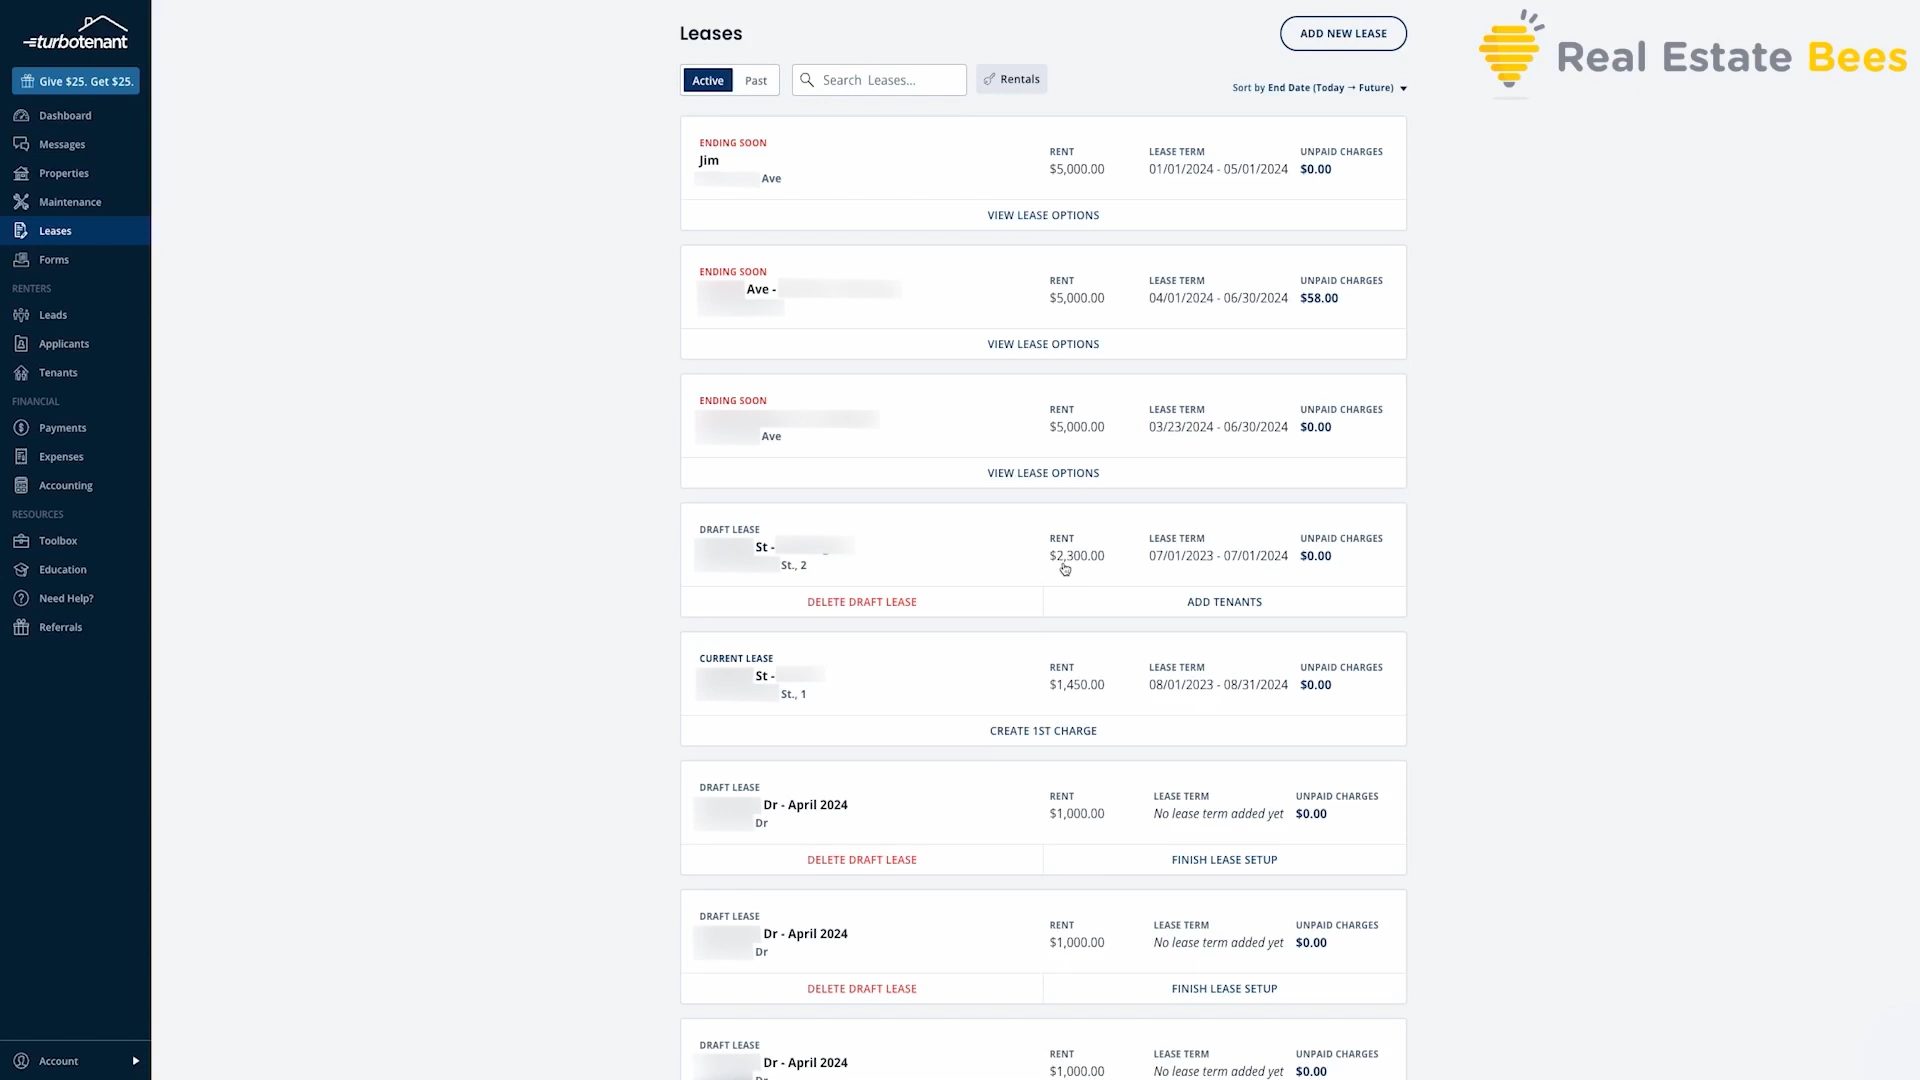 turbotenant
Give $25. Get $25.
Dashboard
Messages
Properties
Maintenance
Leases
Forms
RENTERS
Leads
Applicants
Tenants
FINANCIAL
Payments
Expenses
Accounting
RESOURCES
Toolbox
Education
Need Help?
Referrals
Account
Leases
ADD NEW LEASE
Active Past Search Leases... Rentals
Sort by End Date (Today → Future)
Real Estate Bees
ENDING SOON
Jim
Ave
RENT LEASE TERM UNPAID CHARGES
$5,000.00 01/01/2024 - 05/01/2024 $0.00
VIEW LEASE OPTIONS
ENDING SOON
Ave -
RENT LEASE TERM UNPAID CHARGES
$5,000.00 04/01/2024 - 06/30/2024 $58.00
VIEW LEASE OPTIONS
ENDING SOON
Ave
RENT LEASE TERM UNPAID CHARGES
$5,000.00 03/23/2024 - 06/30/2024 $0.00
VIEW LEASE OPTIONS
DRAFT LEASE
St -
St., 2
RENT LEASE TERM UNPAID CHARGES
$2,300.00 07/01/2023 - 07/01/2024 $0.00
DELETE DRAFT LEASE ADD TENANTS
CURRENT LEASE
St -
St., 1
RENT LEASE TERM UNPAID CHARGES
$1,450.00 08/01/2023 - 08/31/2024 $0.00
CREATE 1ST CHARGE
DRAFT LEASE
Dr - April 2024
Dr
RENT LEASE TERM UNPAID CHARGES
$1,000.00 No lease term added yet $0.00
DELETE DRAFT LEASE FINISH LEASE SETUP
DRAFT LEASE
Dr - April 2024
Dr
RENT LEASE TERM UNPAID CHARGES
$1,000.00 No lease term added yet $0.00
DELETE DRAFT LEASE FINISH LEASE SETUP
DRAFT LEASE
Dr - April 2024
Dr
RENT LEASE TERM UNPAID CHARGES
$1,000.00 No lease term added yet $0.00